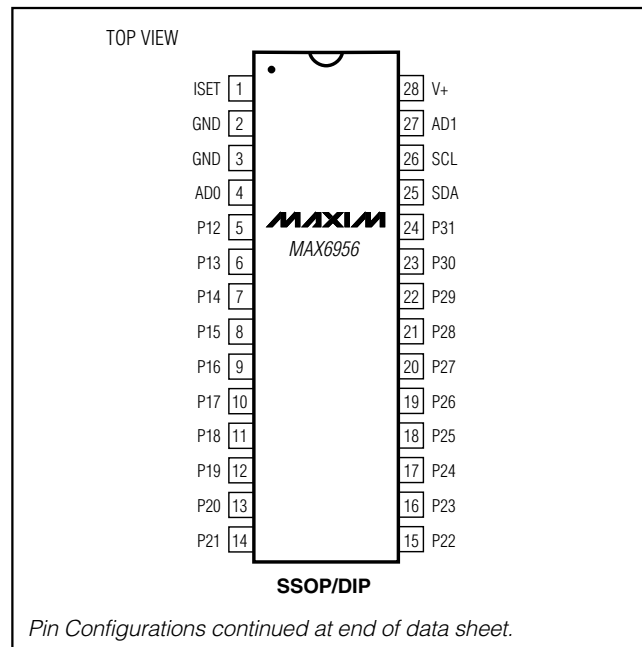 TOP VIEW
ISET 1 28 V+
GND 2 27 AD1
GND 3 26 SCL
AD0 4 25 SDA
P12 5 MAXIM 24 P31
P13 6 MAX6956 23 P30
P14 7 22 P29
P15 8 21 P28
P16 9 20 P27
P17 10 19 P26
P18 11 18 P25
P19 12 17 P24
P20 13 16 P23
P21 14 15 P22
SSOP/DIP
Pin Configurations continued at end of data sheet.